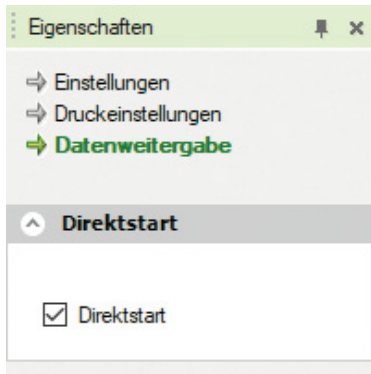 Eigenschaften
Einstellungen
Druckeinstellungen
Datenweitergabe
Direktstart
Direktstart